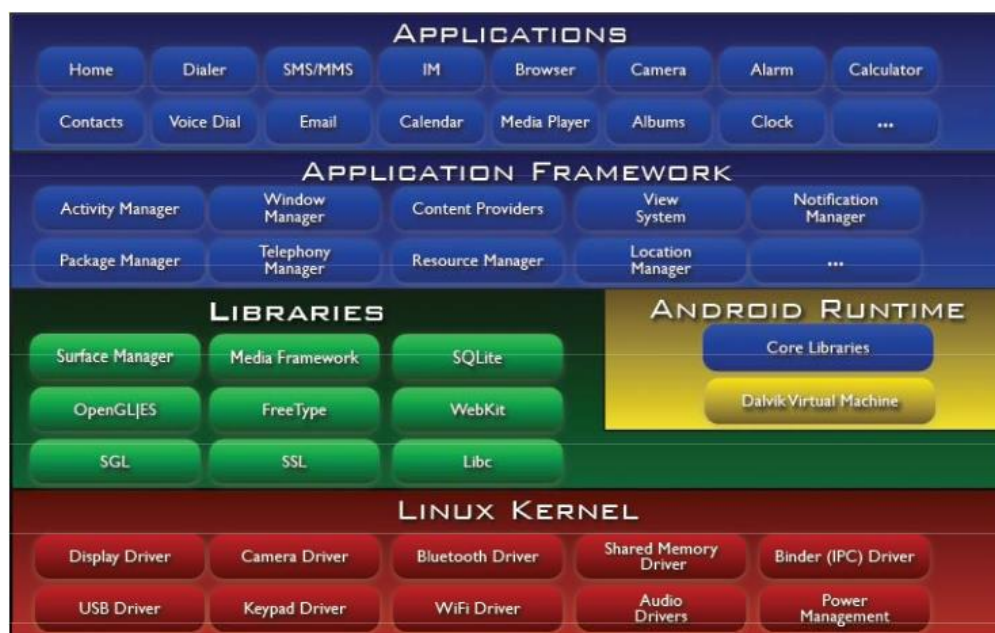 APPLICATIONS
Home Dialer SMS/MMS IM Browser Camera Alarm Calculator
Contacts Voice Dial Email Calendar Media Player Albums Clock ...
APPLICATION FRAMEWORK
Activity Manager Window Manager Content Providers View System Notification Manager
Package Manager Telephony Manager Resource Manager Location Manager ...
LIBRARIES
ANDROID RUNTIME
Surface Manager Media Framework SQLite Core Libraries
OpenGL|ES FreeType WebKit Dalvik Virtual Machine
SGL SSL Libc
LINUX KERNEL
Display Driver Camera Driver Bluetooth Driver Shared Memory Driver Binder (IPC) Driver
USB Driver Keypad Driver WiFi Driver Audio Drivers Power Management